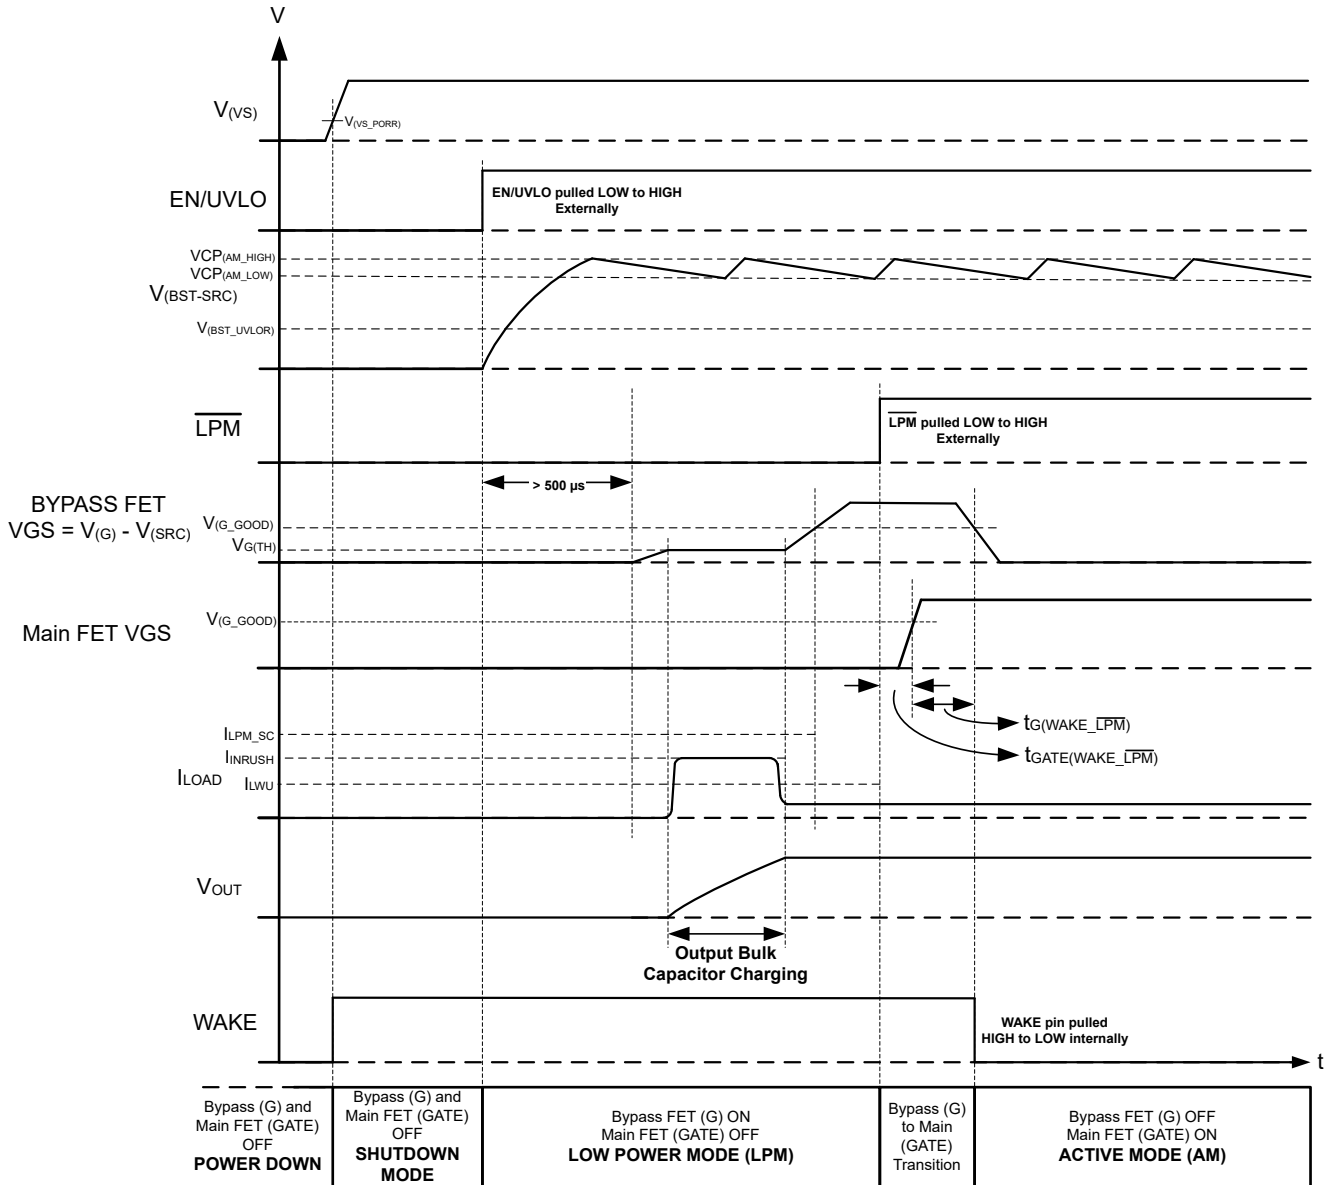 V
V(VS)
V(VS_PORR)
EN/UVLO
EN/UVLO pulled LOW to HIGH
Externally
VCP(AM_HIGH)
VCP(AM_LOW)
V(BST-SRC)
V(BST_UVLOR)
LPM
LPM pulled LOW to HIGH
Externally
> 500 µs
BYPASS FET
VGS = V(G) - V(SRC)
V(G_GOOD)
VG(TH)
Main FET VGS
V(G_GOOD)
tG(WAKE_LPM)
tGATE(WAKE_LPM)
ILPM_SC
IINRUSH
ILOAD
ILWU
VOUT
Output Bulk
Capacitor Charging
WAKE
WAKE pin pulled
HIGH to LOW internally
t
Bypass (G) and
Main FET (GATE)
OFF
POWER DOWN
Bypass (G) and
Main FET (GATE)
OFF
SHUTDOWN
MODE
Bypass FET (G) ON
Main FET (GATE) OFF
LOW POWER MODE (LPM)
Bypass (G)
to Main
(GATE)
Transition
Bypass FET (G) OFF
Main FET (GATE) ON
ACTIVE MODE (AM)